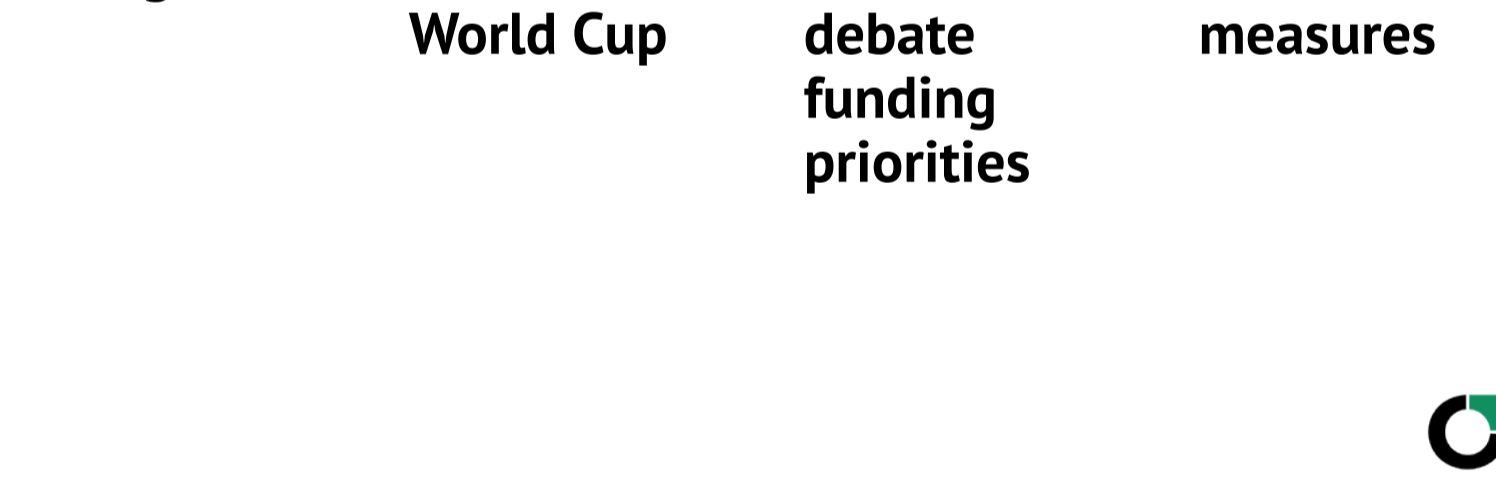 World Cup
debate
funding
priorities
measures